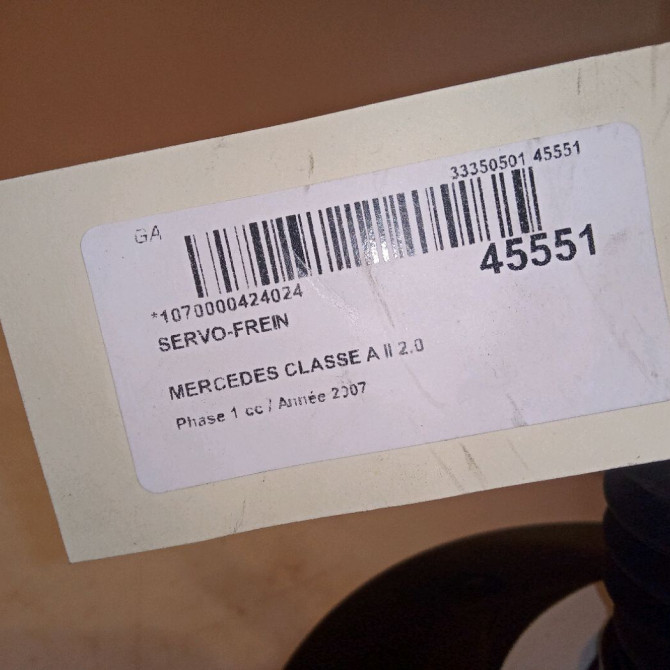 33350501 45551
GA
45551
*1070000424024
SERVO-FREIN
MERCEDES CLASSE A II 2.0
Phase 1 cc / Année 2007